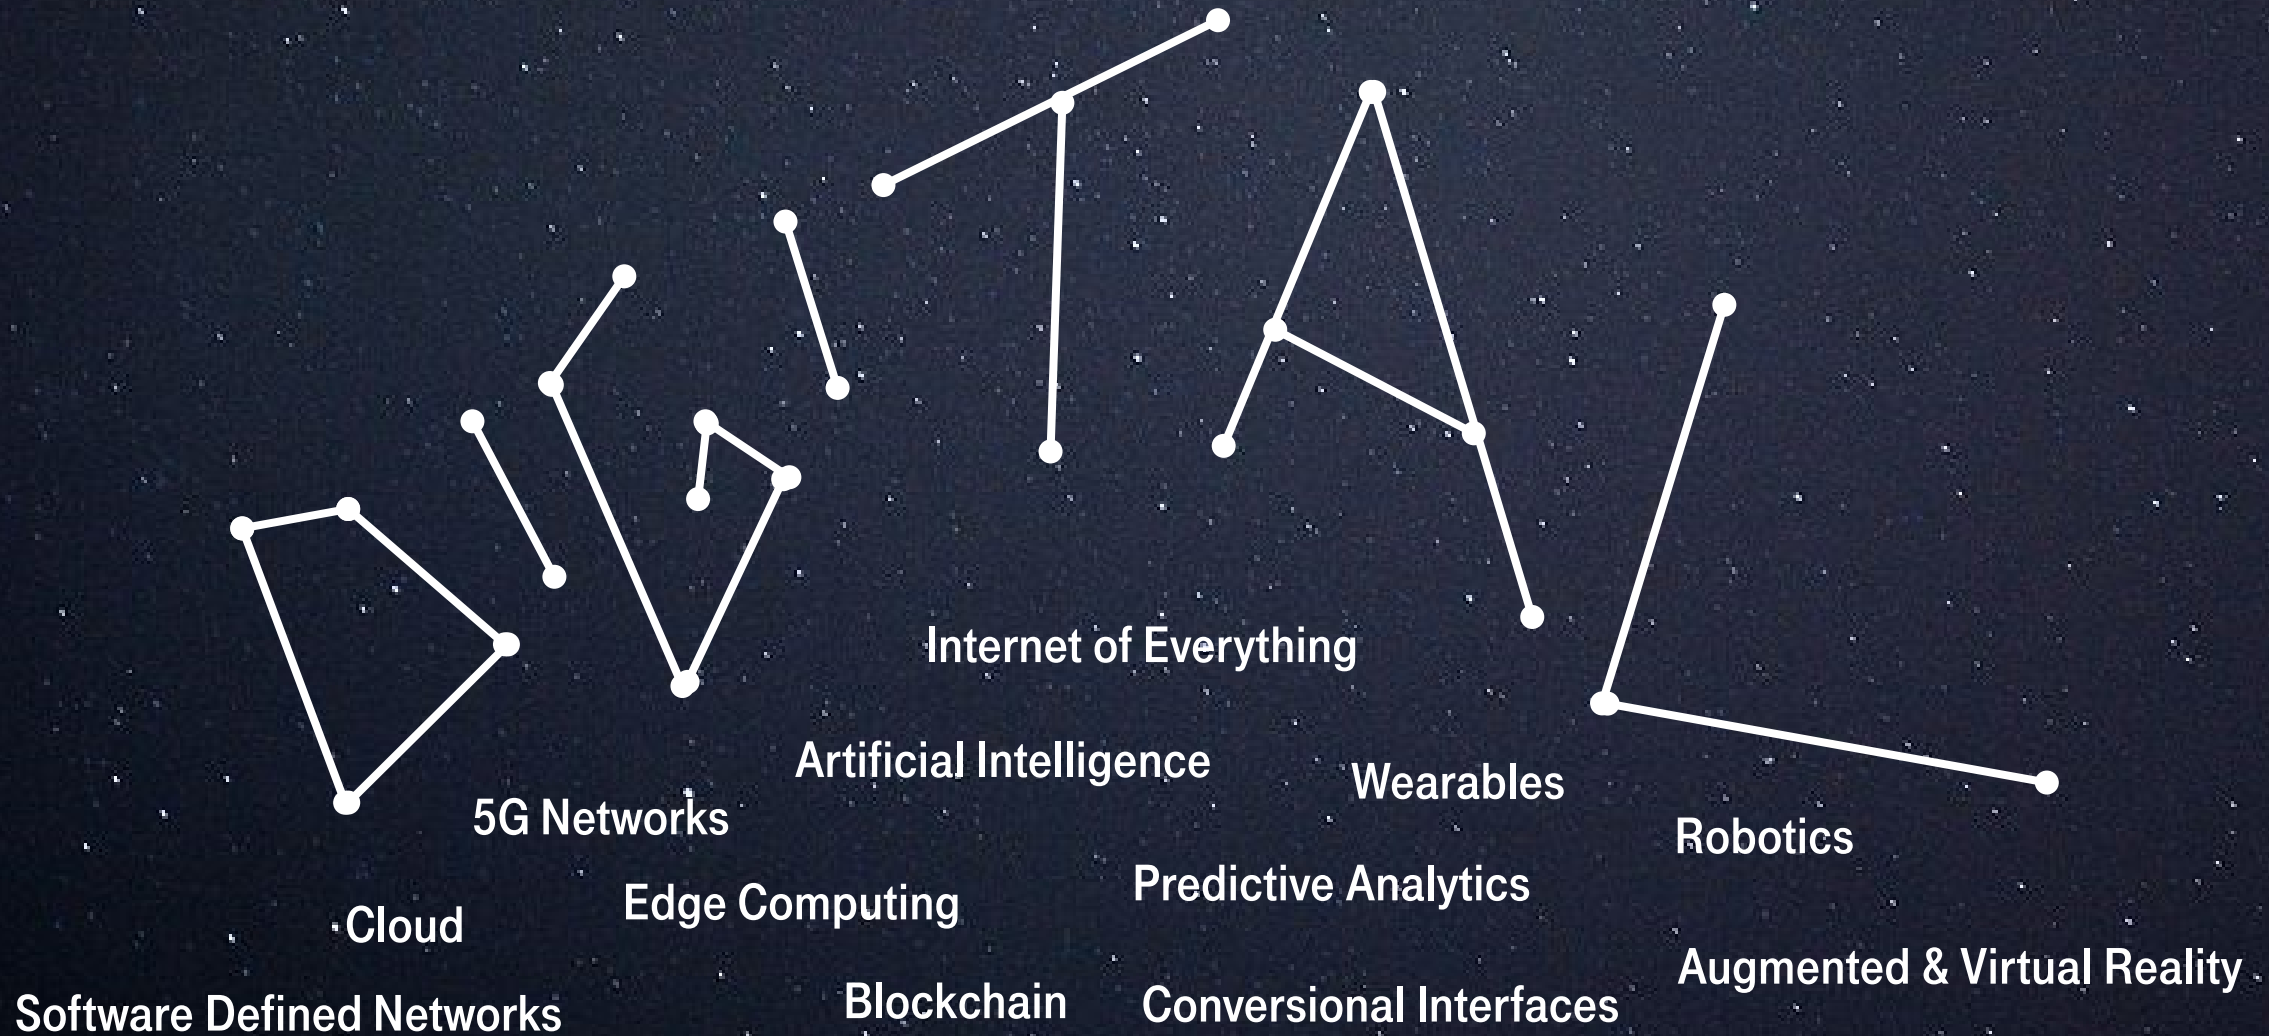 DIGITAL
Internet of Everything
Artificial Intelligence
Wearables
5G Networks
Robotics
Predictive Analytics
Edge Computing
Cloud
Augmented & Virtual Reality
Blockchain
Conversional Interfaces
Software Defined Networks